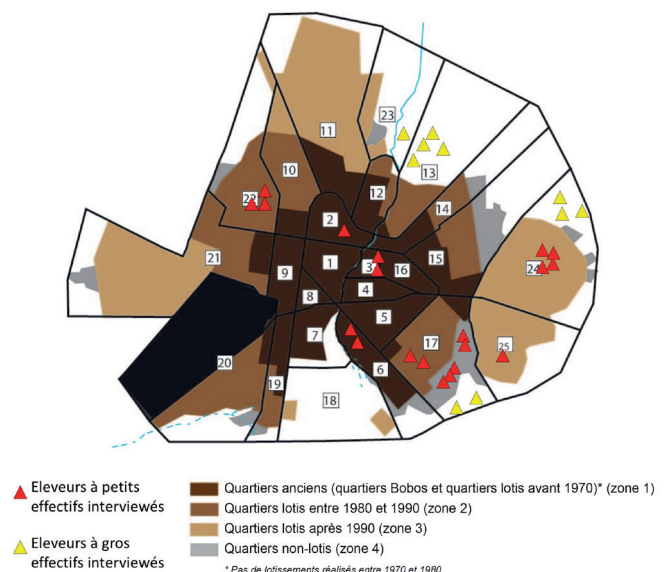 11
23
10
13
12
22
14
2
21
15
1
3
16
24
9
4
8
5
7
17
25
20
6
19
18
Eleveurs à petits
effectifs interviewés
Eleveurs à gros
effectifs interviewés
Quartiers anciens (quartiers Bobos et quartiers lotis avant 1970)* (zone 1)
Quartiers lotis entre 1980 et 1990 (zone 2)
Quartiers lotis après 1990 (zone 3)
Quartiers non-lotis (zone 4)
* Pas de lotissements réalisés entre 1970 et 1980